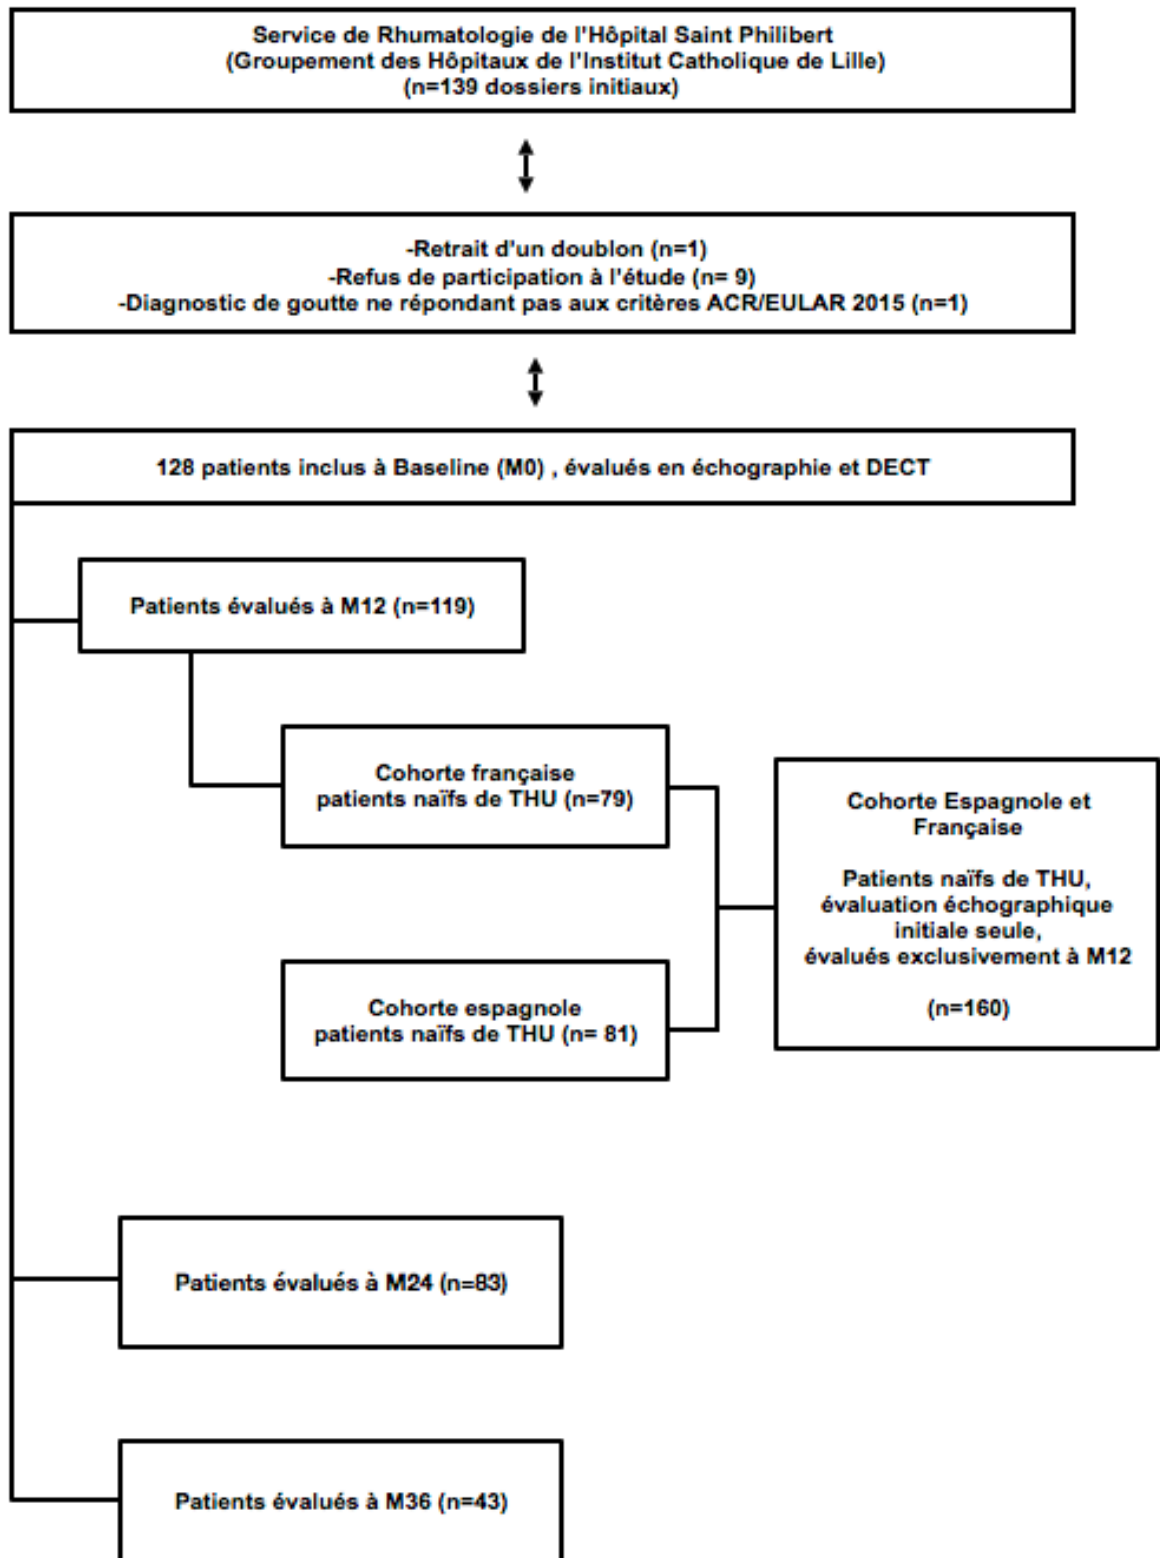 Service de Rhumatologie de l'Hôpital Saint Philibert
(Groupement des Hôpitaux de l'Institut Catholique de Lille)
(n=139 dossiers initiaux)
-Retrait d'un doublon (n=1)
-Refus de participation à l'étude (n= 9)
-Diagnostic de goutte ne répondant pas aux critères ACR/EULAR 2015 (n=1)
128 patients inclus à Baseline (M0) , évalués en échographie et DECT
Patients évalués à M12 (n=119)
Cohorte française
patients naïfs de THU (n=79)
Cohorte Espagnole et
Française
Patients naïfs de THU,
évaluation échographique
initiale seule,
évalués exclusivement à M12
(n=160)
Cohorte espagnole
patients naïfs de THU (n= 81)
Patients évalués à M24 (n=83)
Patients évalués à M36 (n=43)